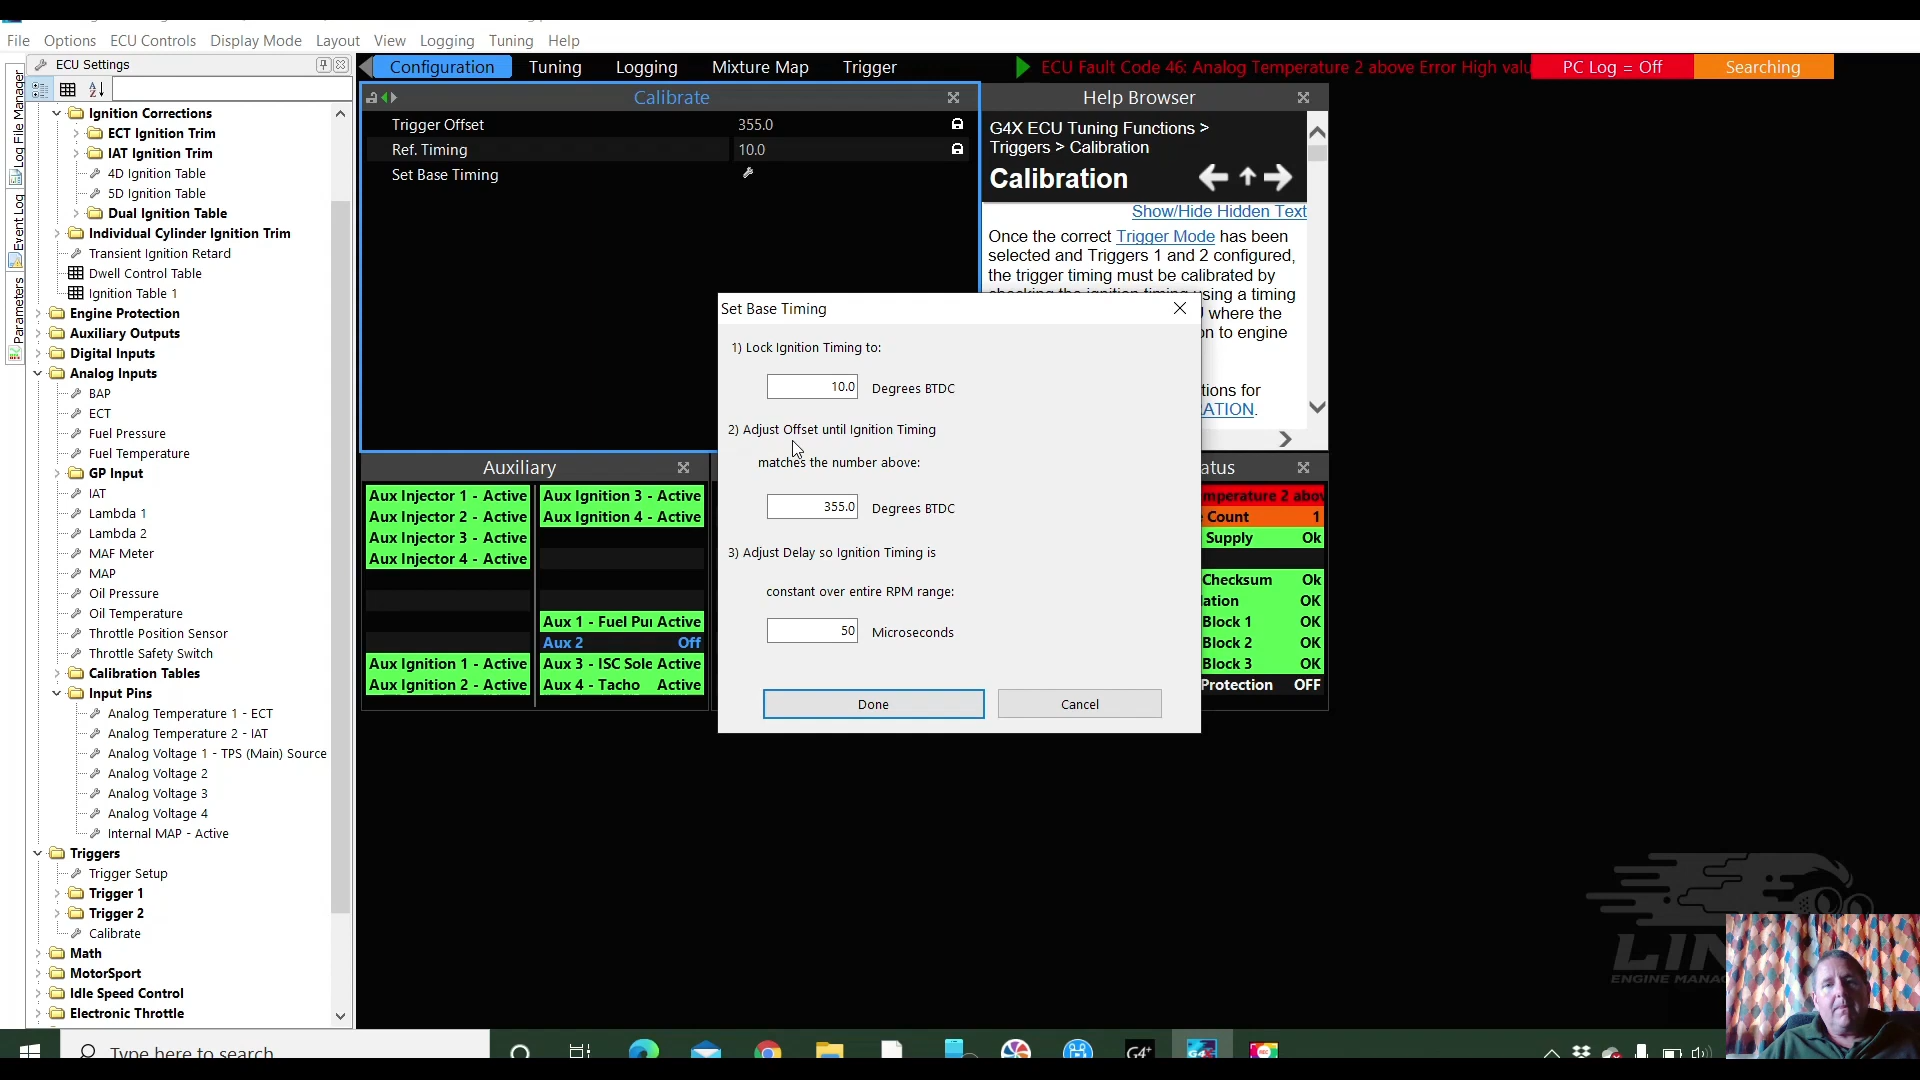 File Options ECU Controls Display Mode Layout View Logging Tuning Help
ECU Settings
Log File Manager
Event Log
Parameters
Ignition Corrections
ECT Ignition Trim
IAT Ignition Trim
4D Ignition Table
5D Ignition Table
Dual Ignition Table
Individual Cylinder Ignition Trim
Transient Ignition Retard
Dwell Control Table
Ignition Table 1
Engine Protection
Auxiliary Outputs
Digital Inputs
Analog Inputs
BAP
ECT
Fuel Pressure
Fuel Temperature
GP Input
IAT
Lambda 1
Lambda 2
MAF Meter
MAP
Oil Pressure
Oil Temperature
Throttle Position Sensor
Throttle Safety Switch
Calibration Tables
Input Pins
Analog Temperature 1 - ECT
Analog Temperature 2 - IAT
Analog Voltage 1 - TPS (Main) Source
Analog Voltage 2
Analog Voltage 3
Analog Voltage 4
Internal MAP - Active
Triggers
Trigger Setup
Trigger 1
Trigger 2
Calibrate
Math
MotorSport
Idle Speed Control
Electronic Throttle
Configuration Tuning Logging Mixture Map Trigger
ECU Fault Code 46: Analog Temperature 2 above Error High valu
PC Log = Off
Searching
Calibrate
Trigger Offset 355.0
Ref. Timing 10.0
Set Base Timing
Help Browser
G4X ECU Tuning Functions >
Triggers > Calibration
Calibration
Show/Hide Hidden Text
Once the correct Trigger Mode has been
selected and Triggers 1 and 2 configured,
the trigger timing must be calibrated by
using a timing
where the
on to engine
tions for
ATION.
Set Base Timing
1) Lock Ignition Timing to:
10.0 Degrees BTDC
2) Adjust Offset until Ignition Timing
matches the number above:
355.0 Degrees BTDC
3) Adjust Delay so Ignition Timing is
constant over entire RPM range:
50 Microseconds
Done Cancel
Auxiliary
Aux Injector 1 - Active
Aux Injector 2 - Active
Aux Injector 3 - Active
Aux Injector 4 - Active
Aux Ignition 1 - Active
Aux Ignition 2 - Active
Aux Ignition 3 - Active
Aux Ignition 4 - Active
Aux 1 - Fuel Pu Active
Aux 2 Off
Aux 3 - ISC Sole Active
Aux 4 - Tacho Active
atus
mperature 2 abov
Count 1
Supply Ok
Checksum Ok
ation OK
Block 1 OK
Block 2 OK
Block 3 OK
Protection OFF
LIN
ENGINE MANA
Type here to search
G4+
G4X
REC